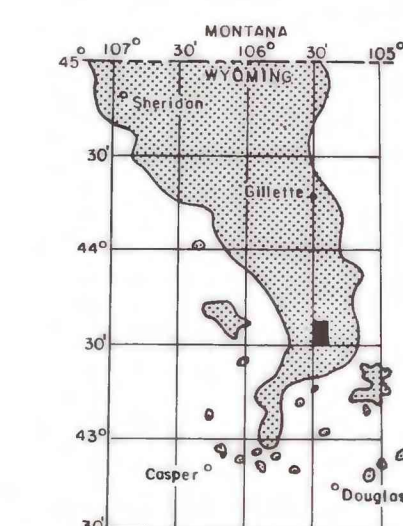 MONTANA
45° 107° 30' 106° 30' 105°
WYOMING
Sheridan
30'
Gillette
44°
30'
43°
Casper
Douglas
30'